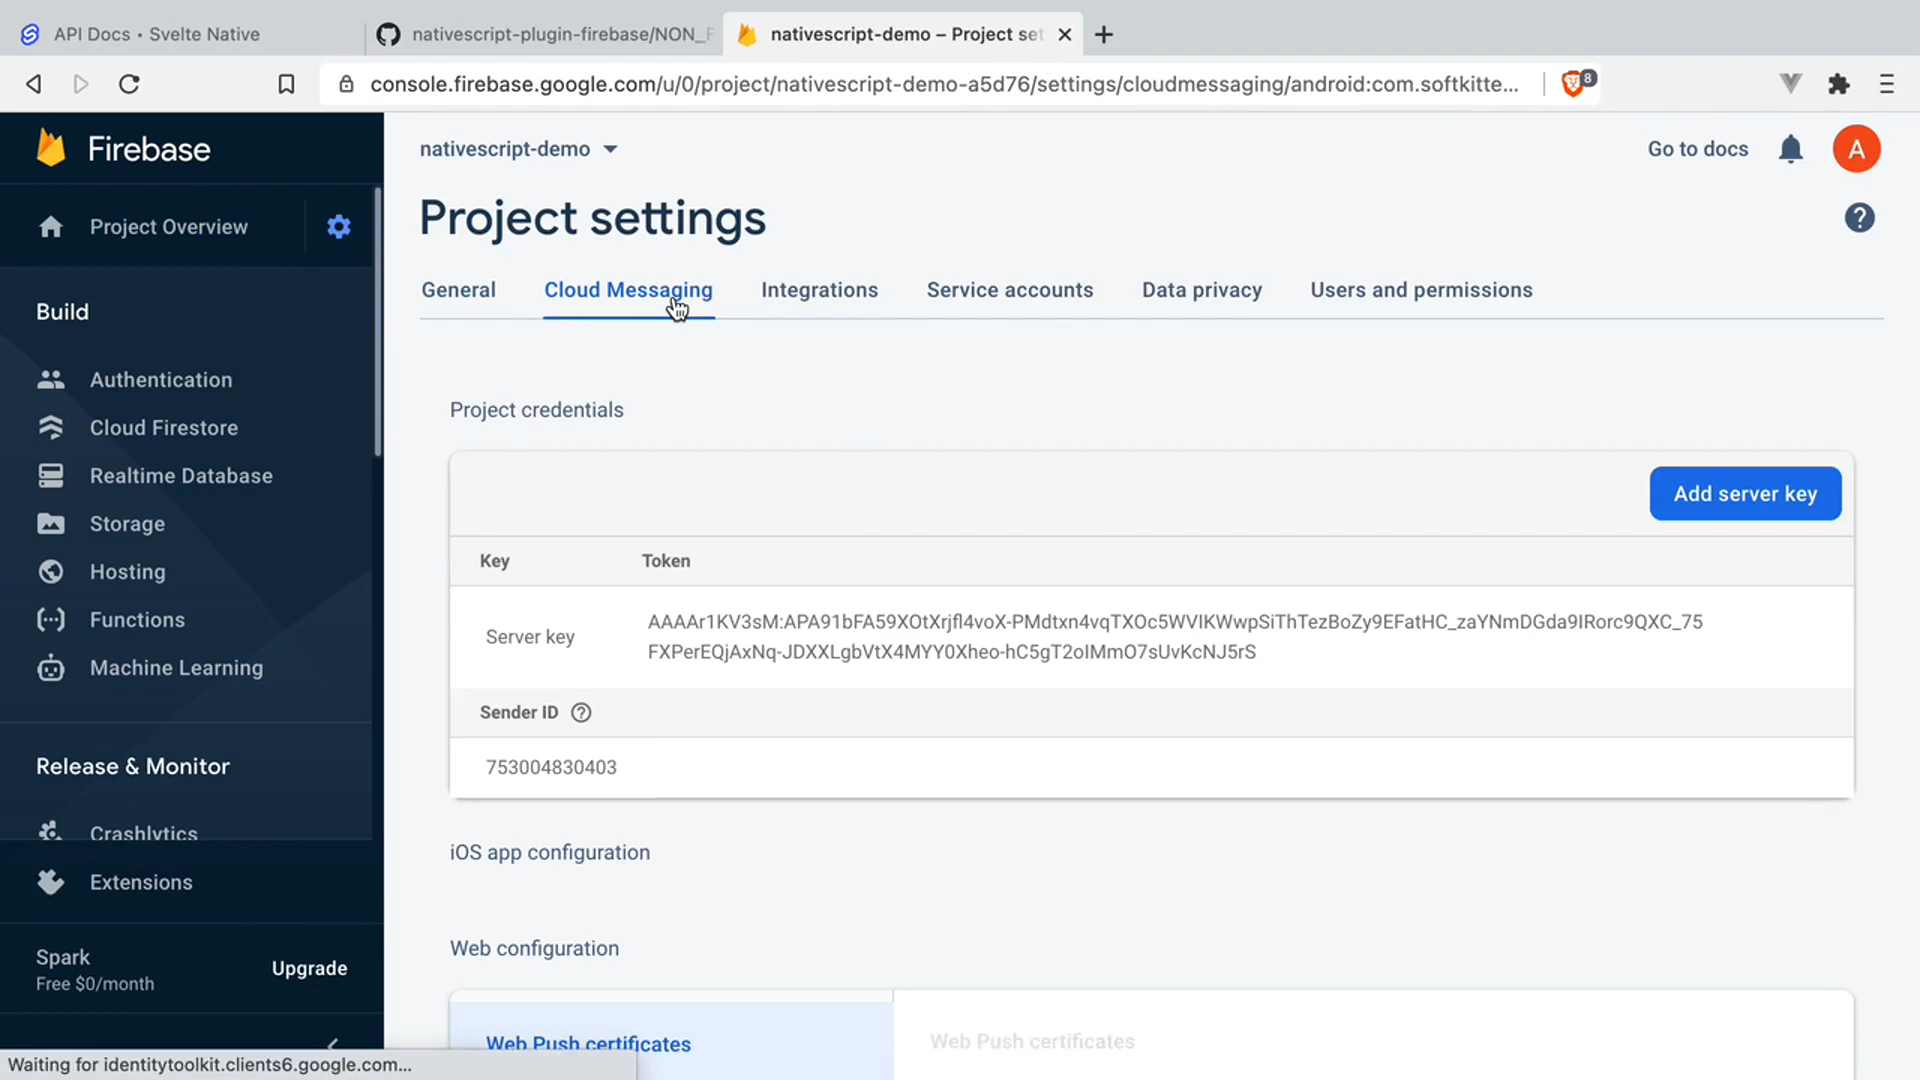 API Docs • Svelte Native
nativescript-plugin-firebase/NON_F
nativescript-demo – Project set
console.firebase.google.com/u/0/project/nativescript-demo-a5d76/settings/cloudmessaging/android:com.softkitte...
8
Firebase
nativescript-demo
Go to docs
A
Project Overview
Project settings
General
Cloud Messaging
Integrations
Service accounts
Data privacy
Users and permissions
Build
Authentication
Cloud Firestore
Realtime Database
Storage
Hosting
Functions
Machine Learning
Release & Monitor
Crashlytics
Extensions
Spark
Free $0/month
Upgrade
Project credentials
Add server key
Key
Token
Server key
AAAAr1KV3sM:APA91bFA59XOtXrjfl4voX-PMdtxn4vqTXOc5WVIKWwpSiThTezBoZy9EFatHC_zaYNmDGda9IRorc9QXC_75
FXPerEQjAxNq-JDXXLgbVtX4MYY0Xheo-hC5gT2oIMmO7sUvKcNJ5rS
Sender ID
753004830403
iOS app configuration
Web configuration
Web Push certificates
Web Push certificates
Waiting for identitytoolkit.clients6.google.com...